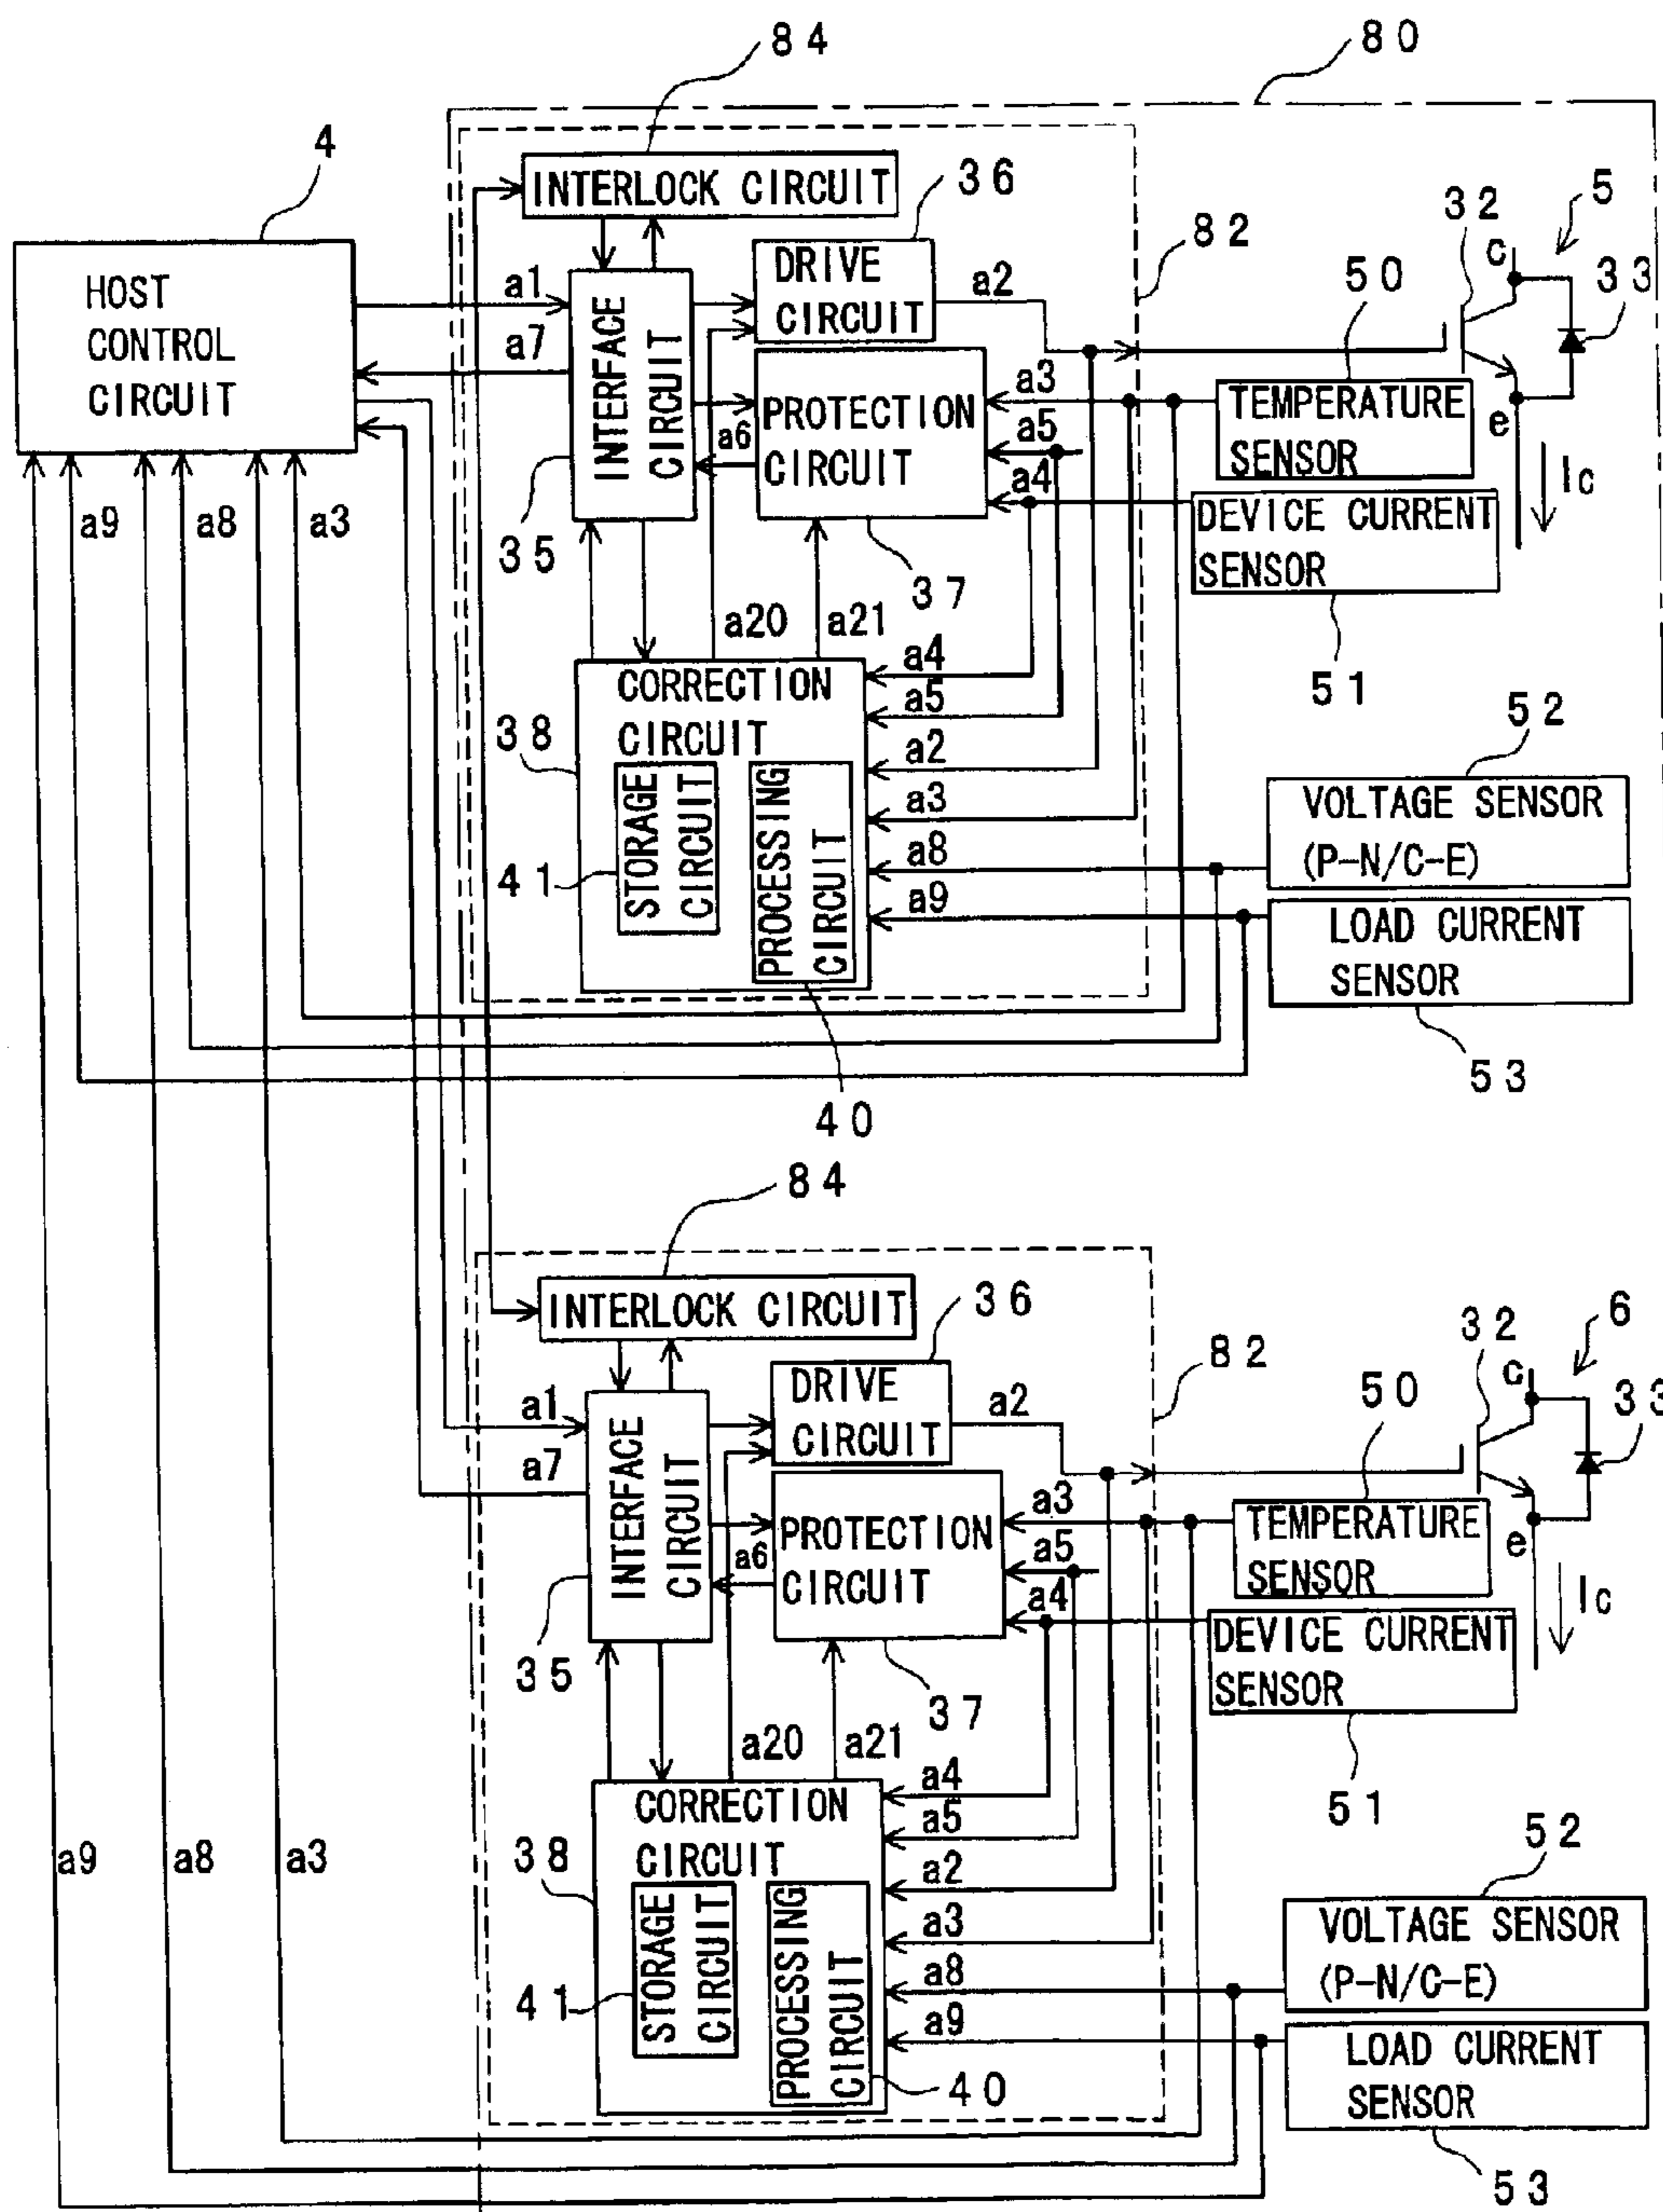 84
80
4
INTERLOCK CIRCUIT
36
5
32
82
c
50
33
HOST
CONTROL
CIRCUIT
a1
a7
INTERFACE
CIRCUIT
DRIVE
CIRCUIT
a2
a3
a5
a4
PROTECTION
CIRCUIT
a6
TEMPERATURE
SENSOR
e
Ic
a9
a8
a3
35
37
DEVICE CURRENT
SENSOR
51
a20
a21
CORRECTION
CIRCUIT
38
a4
a5
a2
a3
a8
a9
52
STORAGE
CIRCUIT
41
PROCESSING
CIRCUIT
VOLTAGE SENSOR
(P-N/C-E)
LOAD CURRENT
SENSOR
53
40
84
INTERLOCK CIRCUIT
36
6
32
82
c
50
33
a1
a7
INTERFACE
CIRCUIT
DRIVE
CIRCUIT
a2
a3
a5
a4
PROTECTION
CIRCUIT
a6
TEMPERATURE
SENSOR
e
Ic
35
37
DEVICE CURRENT
SENSOR
51
a20
a21
CORRECTION
CIRCUIT
38
a4
a5
a2
a3
a8
a9
a9
a8
a3
52
STORAGE
CIRCUIT
41
PROCESSING
CIRCUIT
40
VOLTAGE SENSOR
(P-N/C-E)
LOAD CURRENT
SENSOR
53